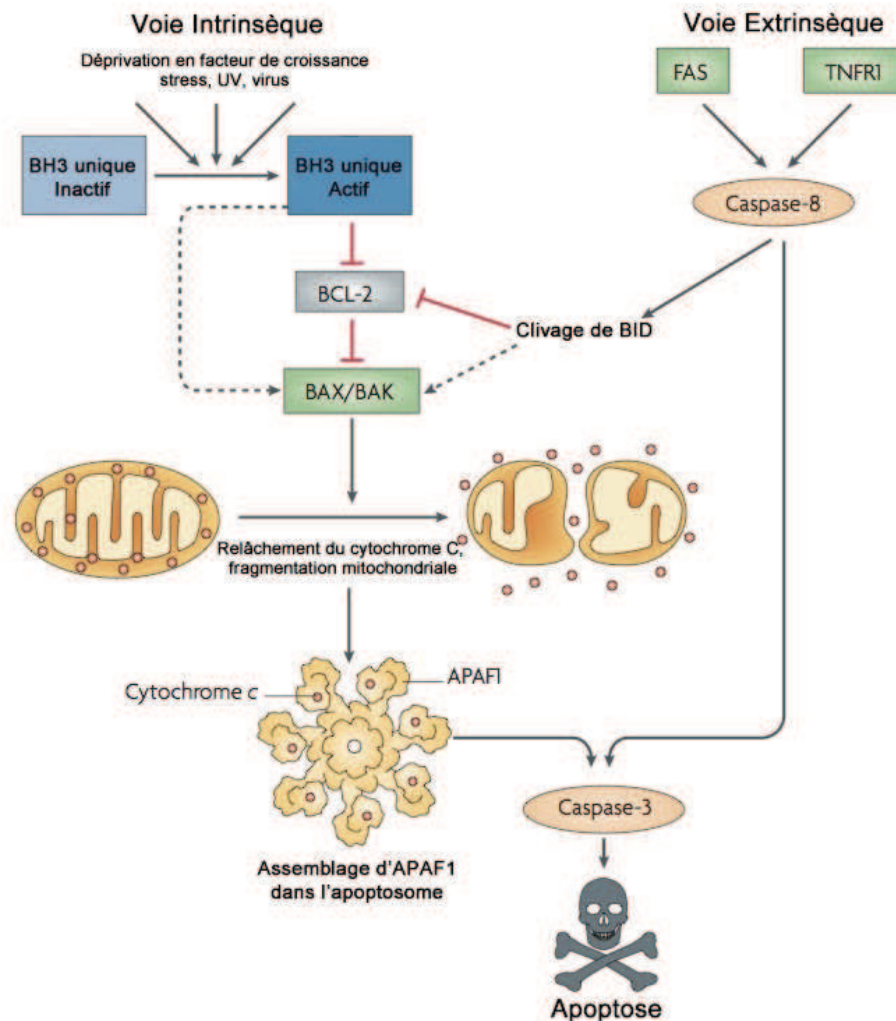 Voie Intrinsèque
Déprivation en facteur de croissance
stress, UV, virus
BH3 unique
Inactif
BH3 unique
Actif
Voie Extrinsèque
FAS
TNFR1
Caspase-8
BCL-2
Clivage de BID
BAX/BAK
Relâchement du cytochrome C,
fragmentation mitochondriale
Cytochrome c
APAF1
Assemblage d'APAF1
dans l'apoptosome
Caspase-3
Apoptose